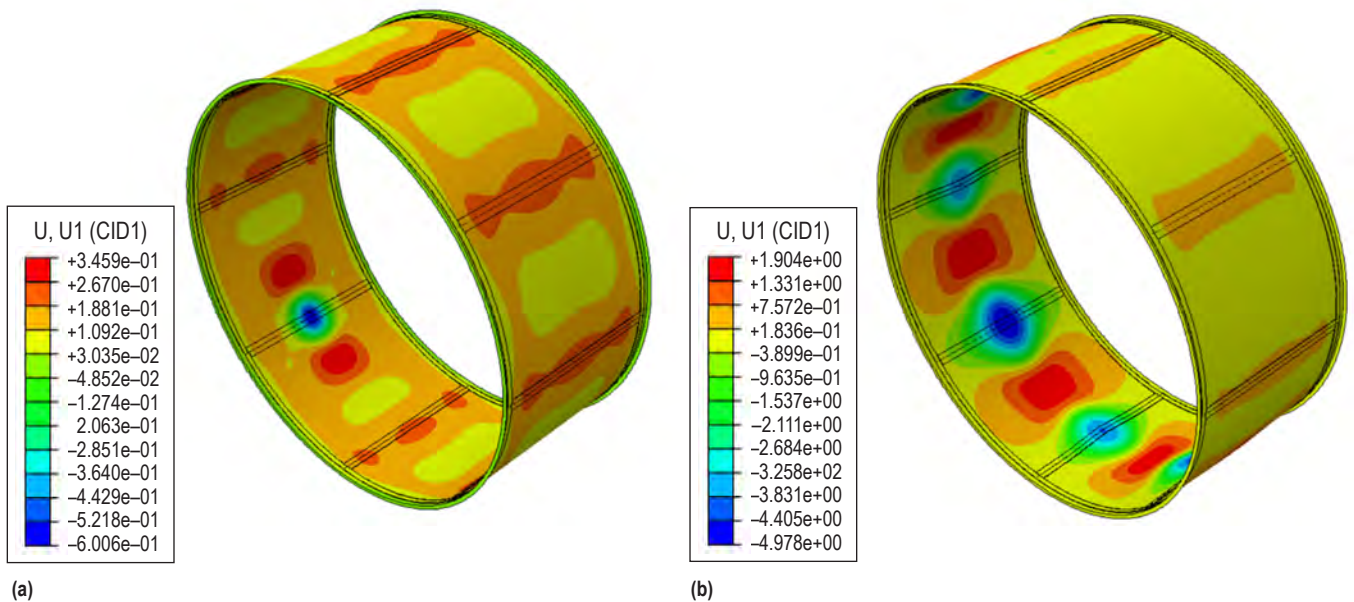 U, U1 (CID1)
+3.459e–01
+2.670e–01
+1.881e–01
+1.092e–01
+3.035e–02
–4.852e–02
–1.274e–01
2.063e–01
–2.851e–01
–3.640e–01
–4.429e–01
–5.218e–01
–6.006e–01
(a)
U, U1 (CID1)
+1.904e+00
+1.331e+00
+7.572e–01
+1.836e–01
–3.899e–01
–9.635e–01
–1.537e+00
–2.111e+00
–2.684e+00
–3.258e+02
–3.831e+00
–4.405e+00
–4.978e+00
(b)